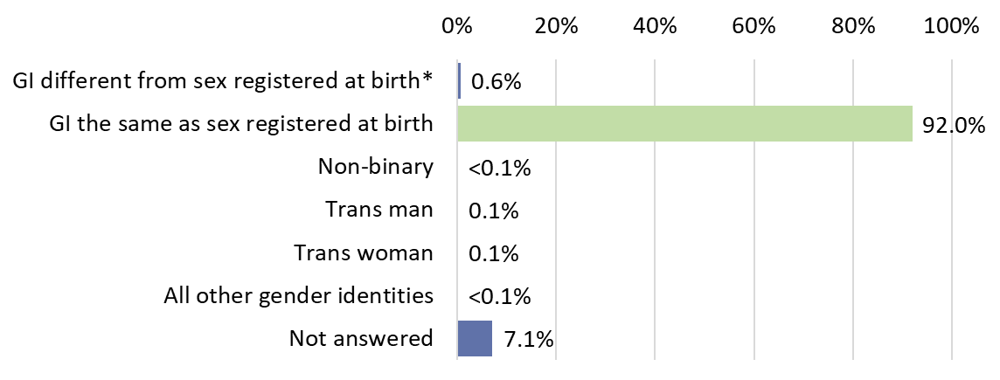 0% 20% 40% 60% 80% 100%
GI different from sex registered at birth* 0.6%
GI the same as sex registered at birth 92.0%
Non-binary <0.1%
Trans man 0.1%
Trans woman 0.1%
All other gender identities <0.1%
Not answered 7.1%